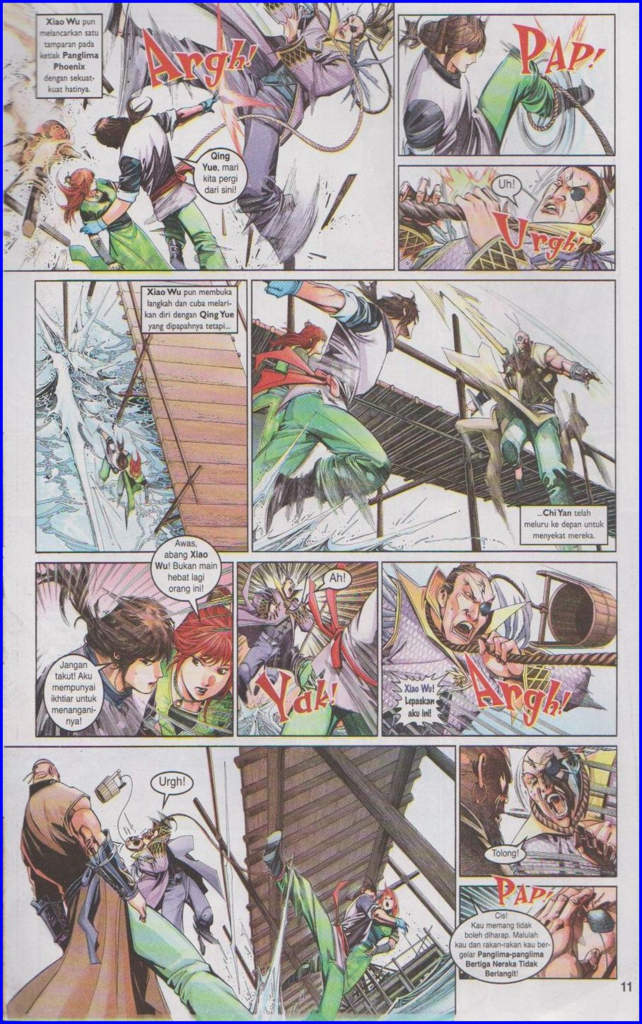 Xiao Wu pun
melancarkan satu
tamparan pada
ketiak Panglima
Phoenix
dengan sekuat-
kuat hatinya.
Argh!
Qing
Yue, mari
kita pergi
dari sini!
PAP!
Uh!
Urgh!
Xiao Wu pun membuka
langkah dan cuba melari-
kan diri dengan Qing Yue
yang dipapahnya tetapi...
...Chi Yan telah
meluru ke depan untuk
menyekat mereka.
Awas,
abang Xiao
Wu! Bukan main
hebat lagi
orang ini!
Jangan
takut! Aku
mempunyai
ikhtiar untuk
menangani-
nya!
Ah!
Yak!
Xiao Wu!
Lepaskan
aku ini!
ARGH!
Urgh!
Tolong!
PAP!
Cis!
Kau memang tidak
boleh diharap. Malulah
kau dan rakan-rakan kau ber-
gelar Panglima-panglima
Bertiga Neraka Tidak
Berlangit!
11